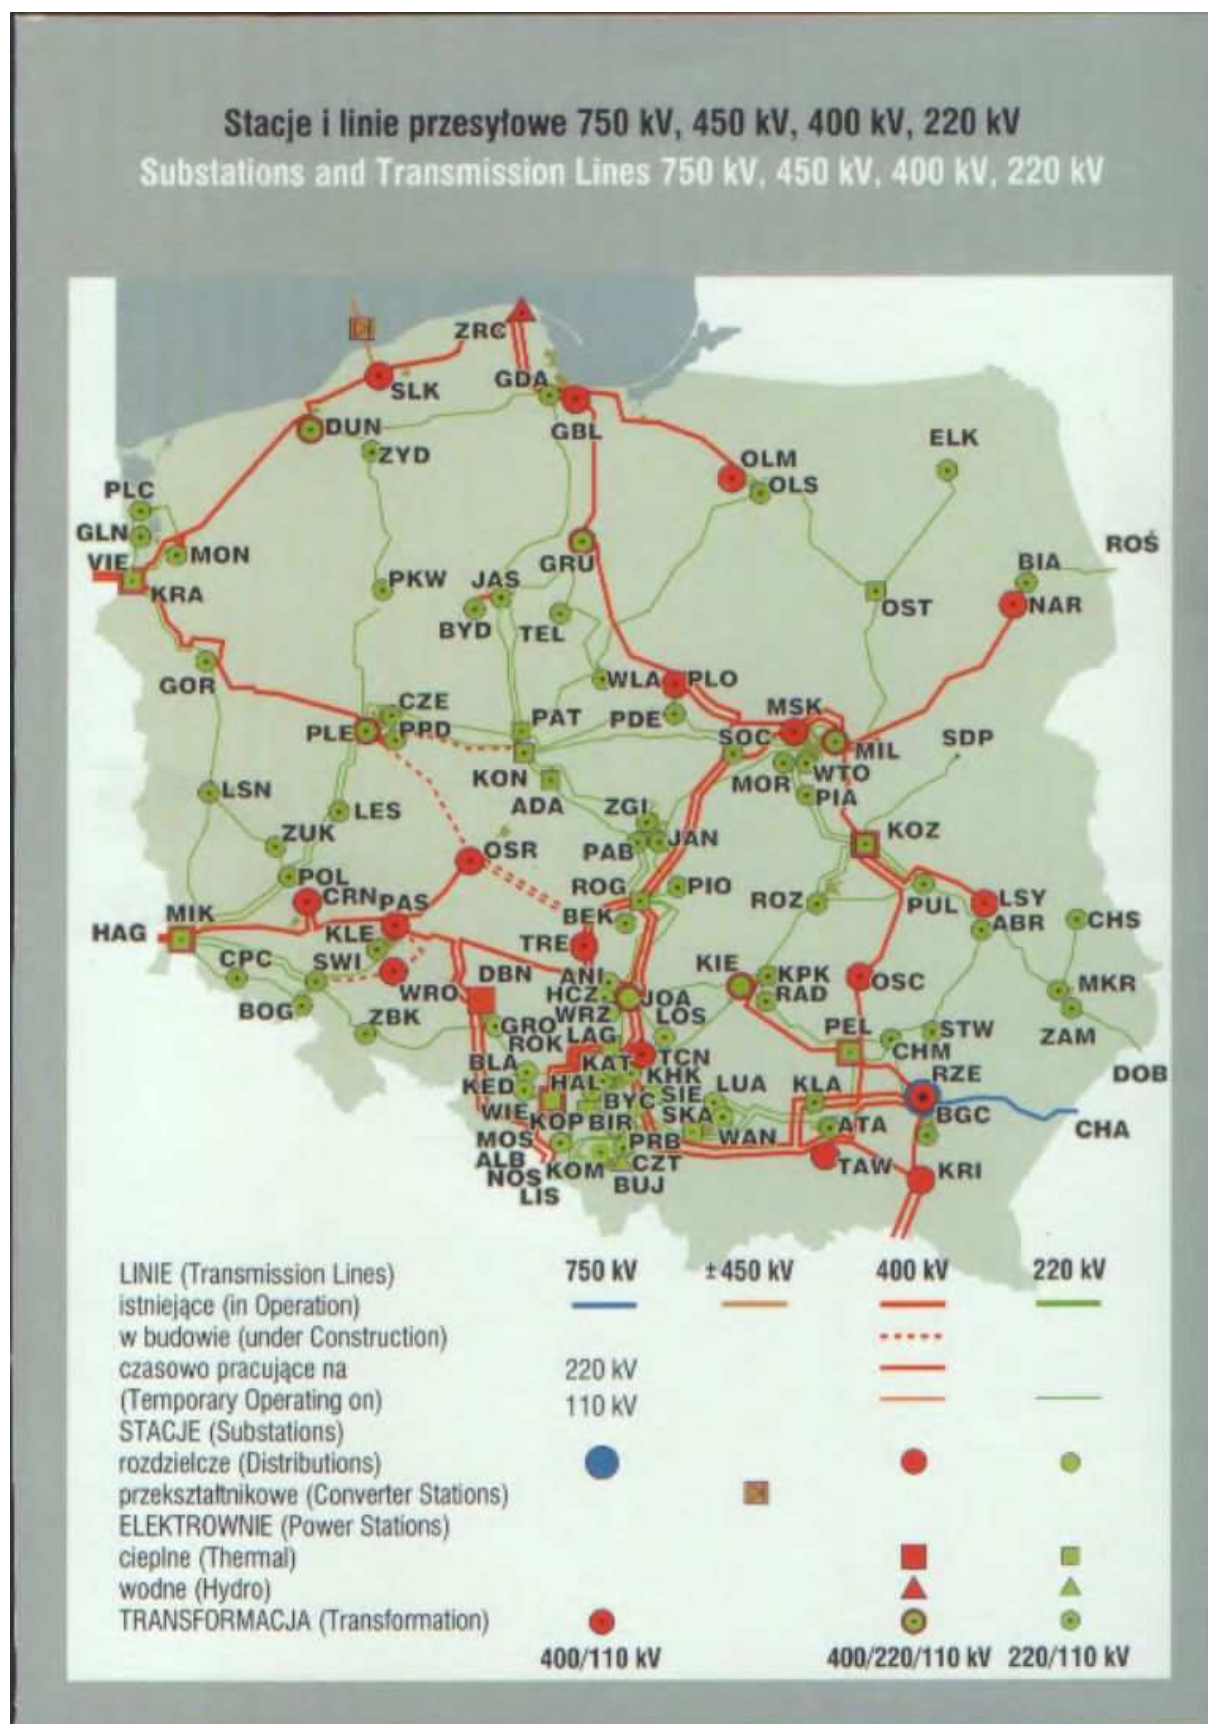 Stacje i linie przesyłowe 750 kV, 450 kV, 400 kV, 220 kV
Substations and Transmission Lines 750 kV, 450 kV, 400 kV, 220 kV
ZRC
GDA
SLK
DUN
GBL
ZYD
ELK
OLM
OLS
PLC
GLN
MON
GRU
ROŚ
VIE
BIA
KRA
PKW
JAS
OST
NAR
BYD
TEL
GOR
WLA
PLO
CZE
PAT
PDE
MSK
PLE
PPD
SOC
MIL
SDP
KON
MOR
WTO
LSN
ADA
ZGI
PIA
LES
ZUK
OSR
PAB
JAN
KOZ
POL
CRN
PAS
ROG
PIO
ROZ
PUL
LSY
MIK
BEK
ABR
CHS
HAG
KLE
TRE
KIE
KPK
OSC
CPC
SWI
DBN
ANI
HCZ
JOA
RAD
MKR
WRO
BOG
ZBK
GRO
WRZ
LOS
PEL
STW
ZAM
ROK
LAG
CHM
BLA
KAT
TCN
RZE
DOB
KED
HAL
KHK
LUA
KLA
WIE
BYC
SIE
KOP
BIR
SKA
BGC
CHA
MOS
PRB
WAN
ATA
ALB
KOM
CZT
TAW
KRI
NOS
BUJ
LIS
LINIE (Transmission Lines) 750 kV ±450 kV 400 kV 220 kV
istniejące (in Operation)
w budowie (under Construction)
czasowo pracujące na 220 kV
(Temporary Operating on) 110 kV
STACJE (Substations)
rozdzielcze (Distributions)
przekształtnikowe (Converter Stations)
ELEKTROWNIE (Power Stations)
cieplne (Thermal)
wodne (Hydro)
TRANSFORMACJA (Transformation)
400/110 kV 400/220/110 kV 220/110 kV